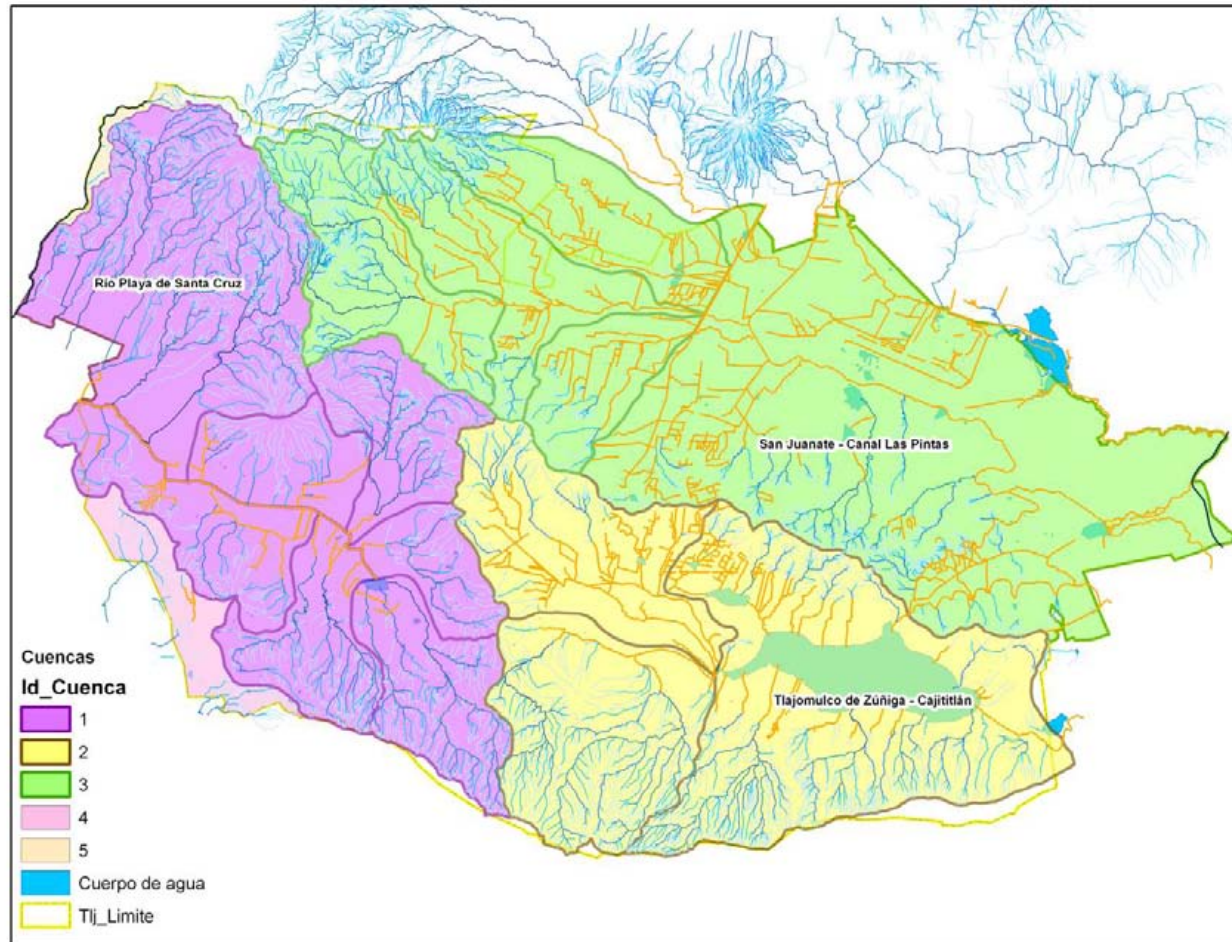 Río Playa de Santa Cruz
San Juanate - Canal Las Pintas
Tlajomulco de Zúñiga - Cajititlán
Cuencas
Id_Cuenca
1
2
3
4
5
Cuerpo de agua
Tlj_Limite